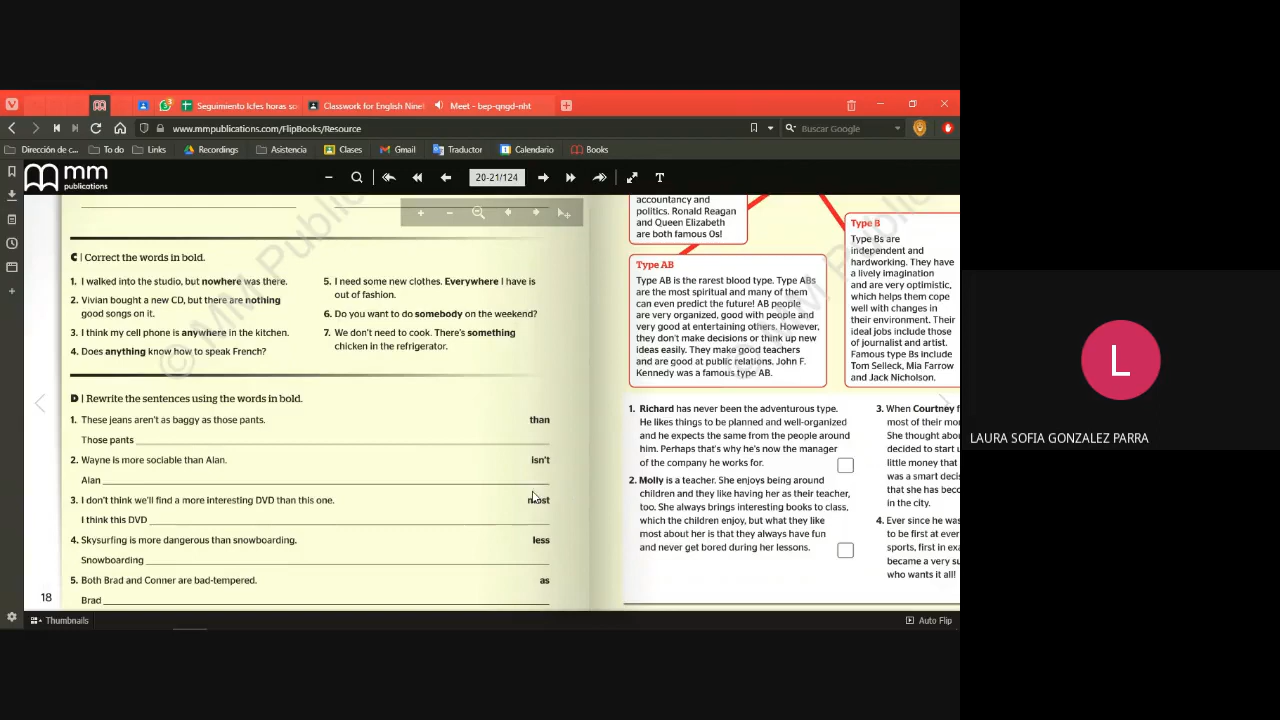 Seguimiento Icfes horas so
Classwork for English Ninet
Meet - bep-qngd-nht
www.mmpublications.com/FlipBooks/Resource
Buscar Google
Dirección de c...
To do
Links
Recordings
Asistencia
Clases
Gmail
Traductor
Calendario
Books
mm
publications
20-21/124
T
C | Correct the words in bold.
1. I walked into the studio, but nowhere was there.
2. Vivian bought a new CD, but there are nothing
good songs on it.
3. I think my cell phone is anywhere in the kitchen.
4. Does anything know how to speak French?
5. I need some new clothes. Everywhere I have is
out of fashion.
6. Do you want to do somebody on the weekend?
7. We don't need to cook. There's something
chicken in the refrigerator.
D | Rewrite the sentences using the words in bold.
1. These jeans aren't as baggy as those pants. than
Those pants
2. Wayne is more sociable than Alan. isn't
Alan
3. I don't think we'll find a more interesting DVD than this one. most
I think this DVD
4. Skysurfing is more dangerous than snowboarding. less
Snowboarding
5. Both Brad and Conner are bad-tempered. as
Brad
18
accountancy and
politics. Ronald Reagan
and Queen Elizabeth
are both famous Os!
Type AB
Type AB is the rarest blood type. Type ABs
are the most spiritual and many of them
can even predict the future! AB people
are very organized, good with people and
very good at entertaining others. However,
they don't make decisions or think up new
ideas easily. They make good teachers
and are good at public relations. John F.
Kennedy was a famous type AB.
Type B
Type Bs are
independent and
hardworking. They have
a lively imagination
and are very optimistic,
which helps them cope
well with changes in
their environment. Their
ideal jobs include those
of journalist and artist.
Famous type Bs include
Tom Selleck, Mia Farrow
and Jack Nicholson.
1. Richard has never been the adventurous type.
He likes things to be planned and well-organized
and he expects the same from the people around
him. Perhaps that's why he's now the manager
of the company he works for.
2. Molly is a teacher. She enjoys being around
children and they like having her as their teacher,
too. She always brings interesting books to class,
which the children enjoy, but what they like
most about her is that they always have fun
and never get bored during her lessons.
3. When Courtney f
most of their mor
She thought abo
decided to start u
little money that
was a smart decis
that she has beco
in the city.
4. Ever since he was
to be first at ever
sports, first in exa
became a very su
who wants it all!
© MM Publications
Thumbnails
Auto Flip
L
LAURA SOFIA GONZALEZ PARRA